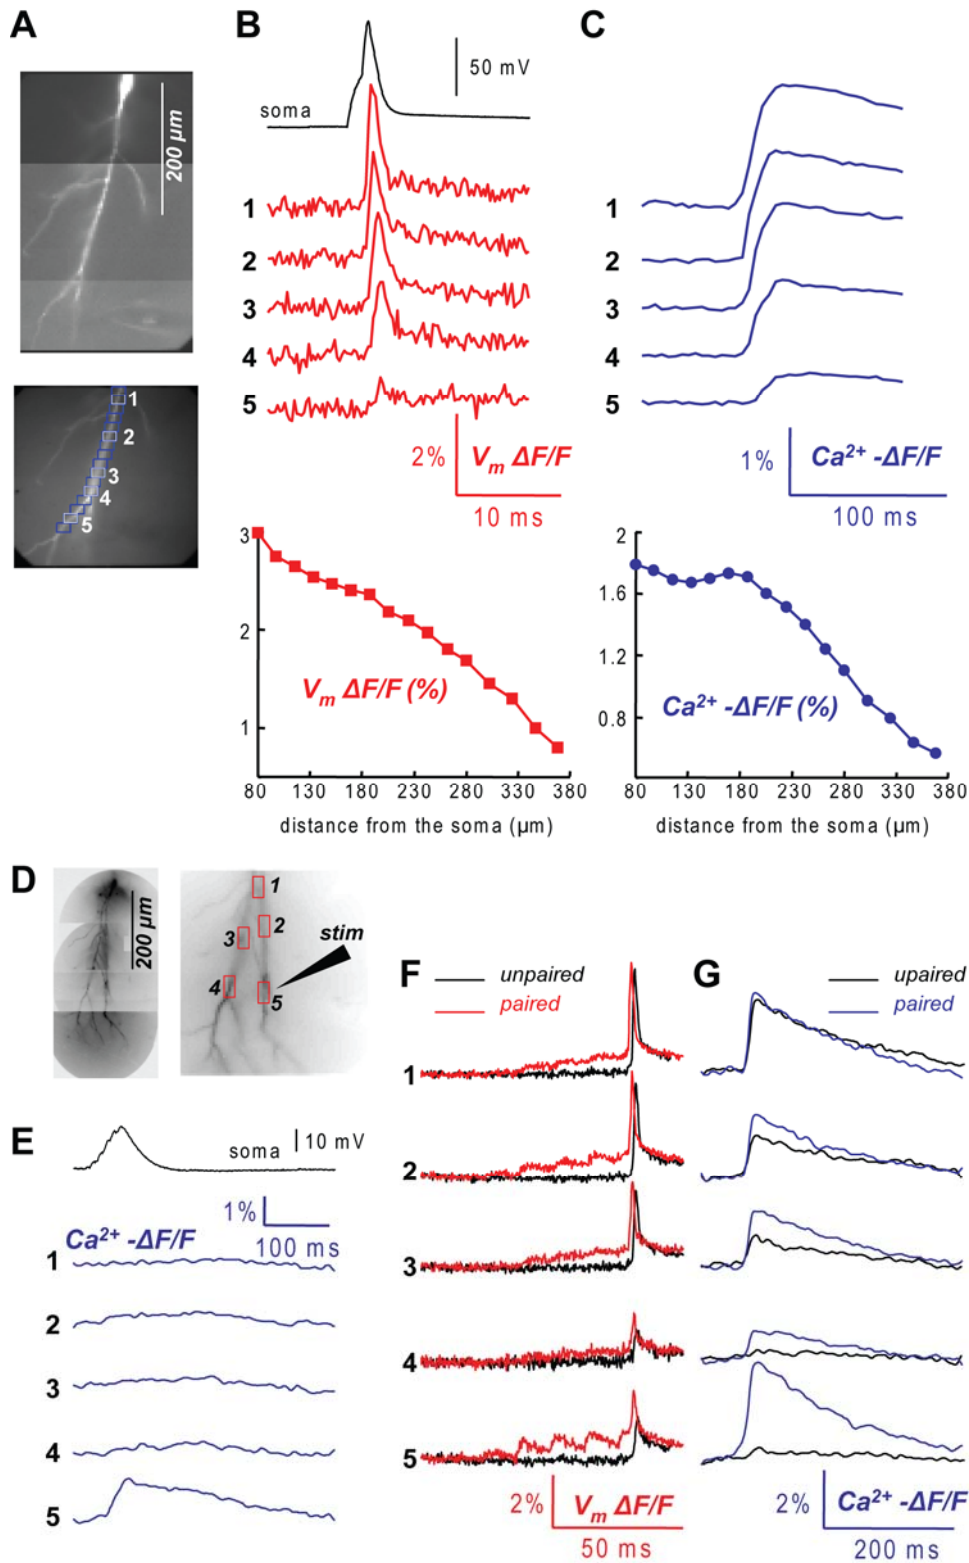 A
200 µm
1
2
3
4
5
B
50 mV
soma
1
2
3
4
5
2% Vm ΔF/F
10 ms
3
2
1
Vm ΔF/F (%)
80 130 180 230 280 330 380
distance from the soma (µm)
C
1
2
3
4
5
1% Ca²⁺ -ΔF/F
100 ms
2
1.6
1.2
0.8
Ca²⁺ -ΔF/F (%)
80 130 180 230 280 330 380
distance from the soma (µm)
D
200 µm
1
2
3
stim
4
5
E
soma 10 mV
1%
Ca²⁺ -ΔF/F
100 ms
1
2
3
4
5
F
unpaired
paired
1
2
3
4
5
2% Vm ΔF/F
50 ms
G
upaired
paired
2% Ca²⁺ -ΔF/F
200 ms